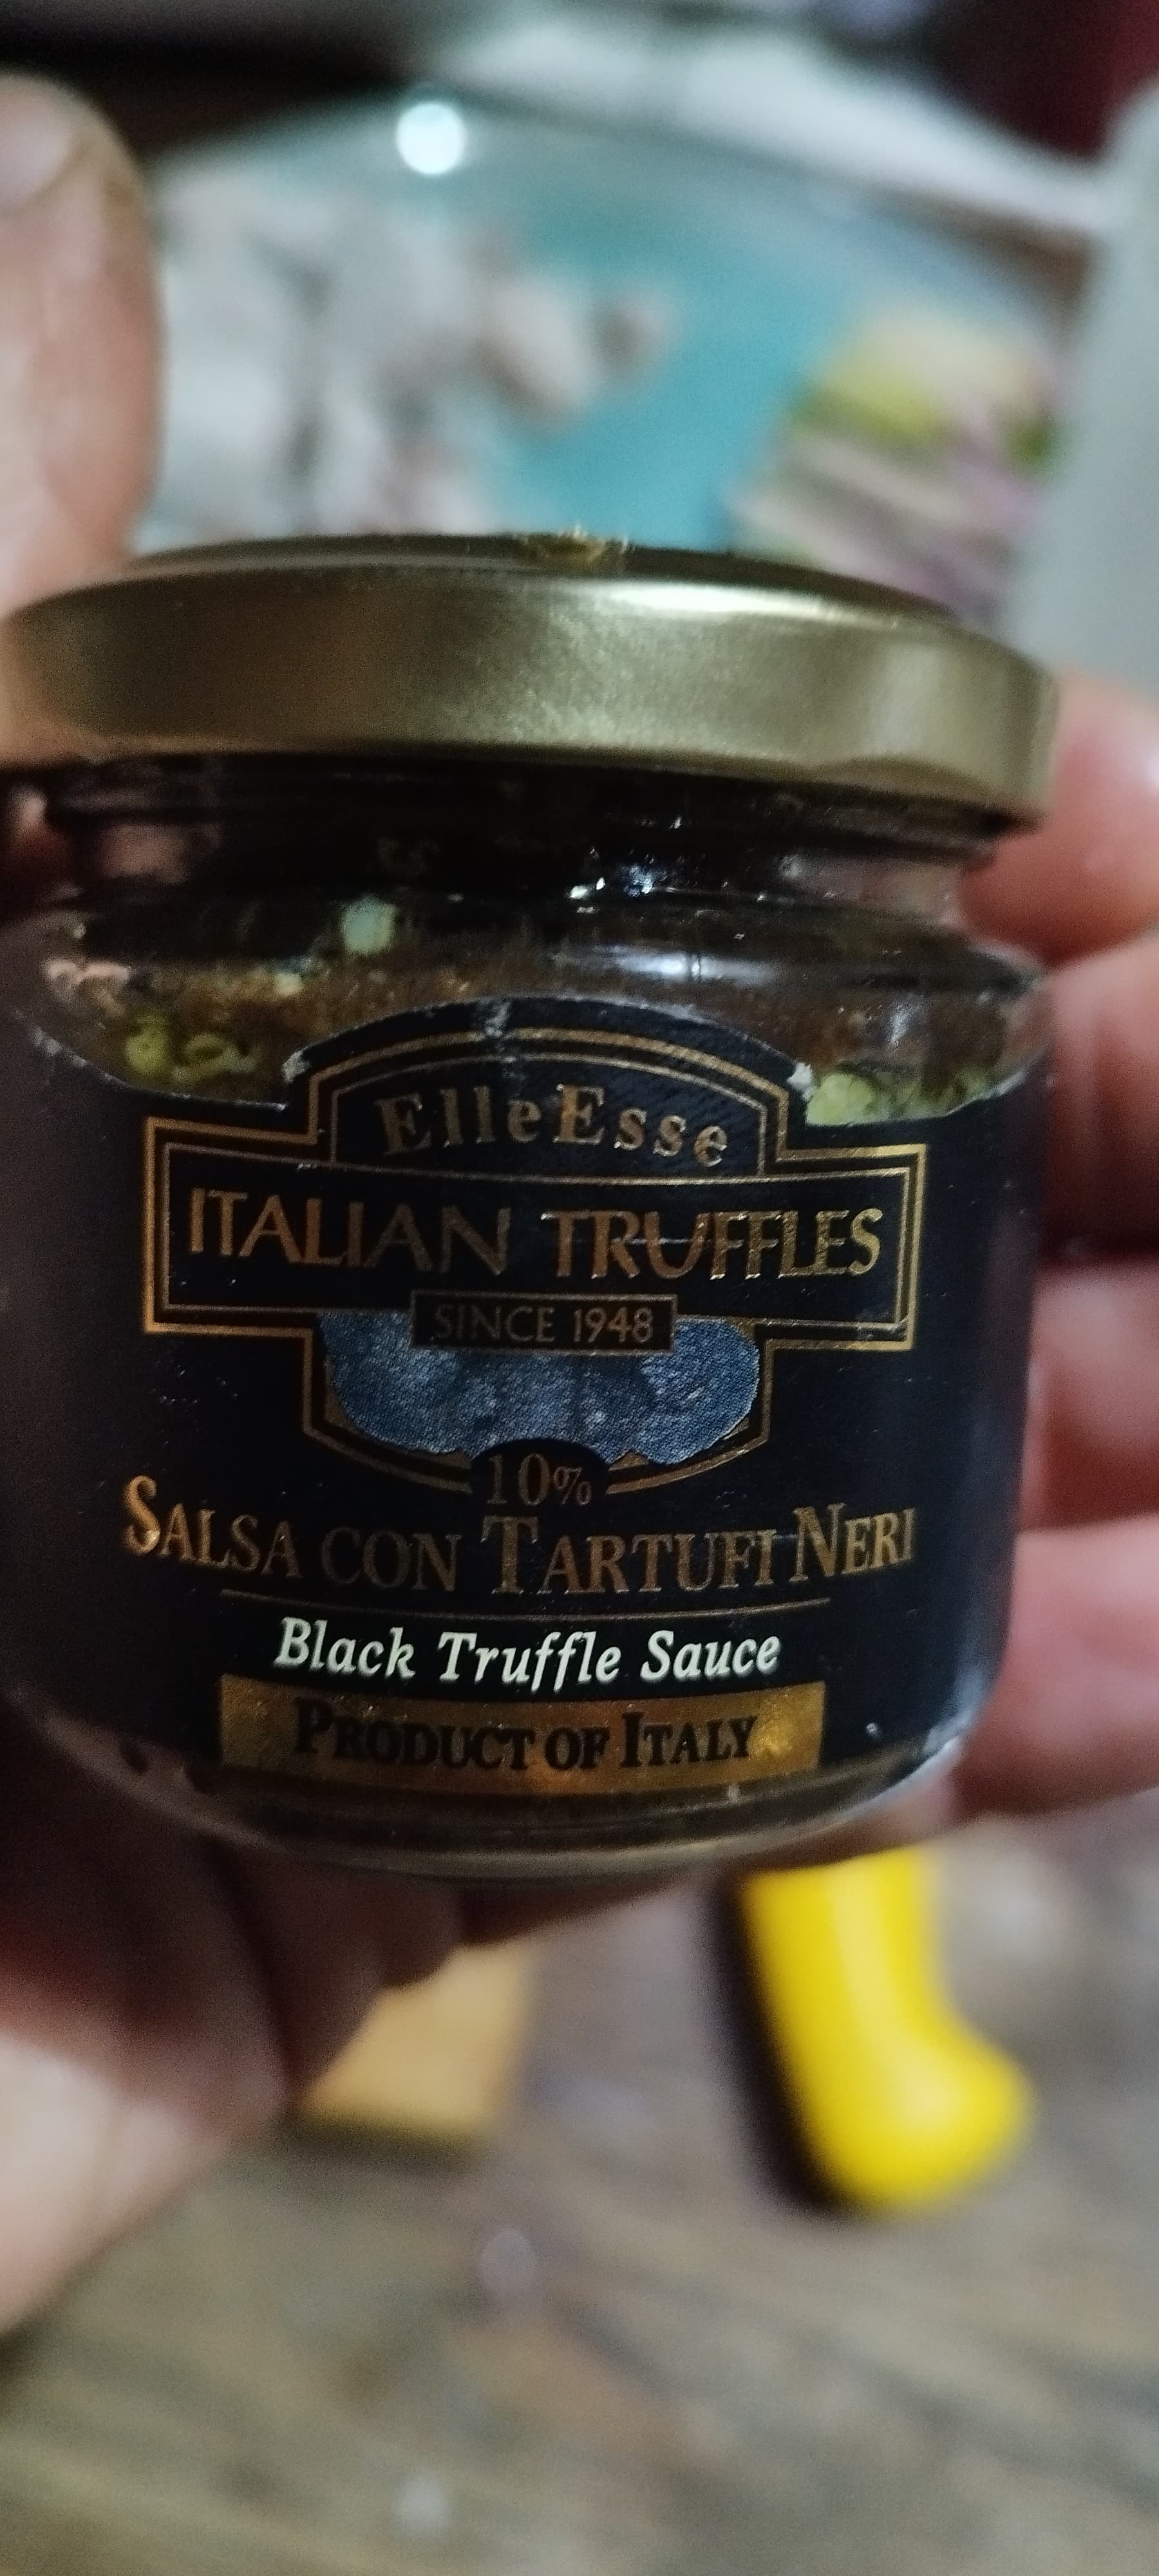 ElleEsse
ITALIAN TRUFFLES
SINCE 1948
10%
SALSA CON TARTUFI NERI
Black Truffle Sauce
PRODUCT OF ITALY